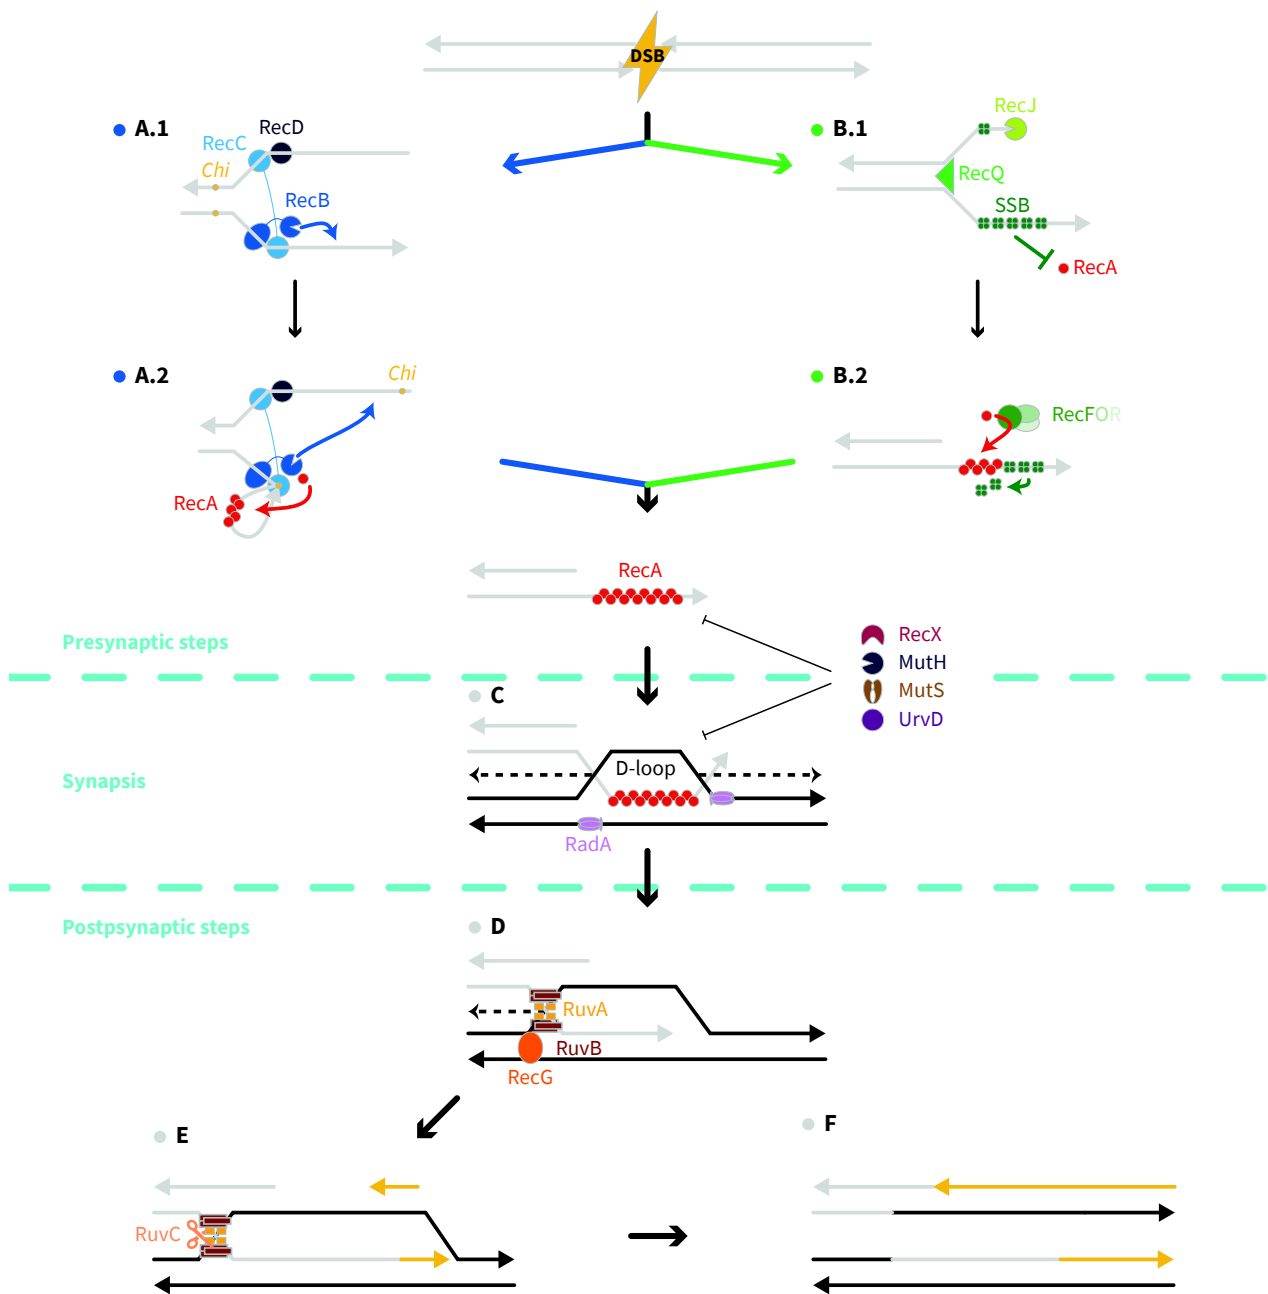 DSB
A.1
RecD
RecC
Chi
RecB
B.1
RecJ
RecQ
SSB
RecA
A.2
Chi
RecA
B.2
RecFOR
RecA
Presynaptic steps
RecX
MutH
MutS
UrvD
C
D-loop
Synapsis
RadA
Postpsynaptic steps
D
RuvA
RuvB
RecG
E
RuvC
F